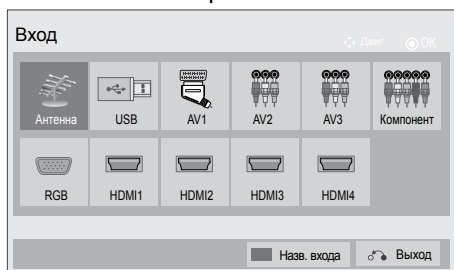 Вход
Двиг OK
Антенна USB AV1 AV2 AV3 Компонент
RGB HDMI1 HDMI2 HDMI3 HDMI4
Назв. входа Выход